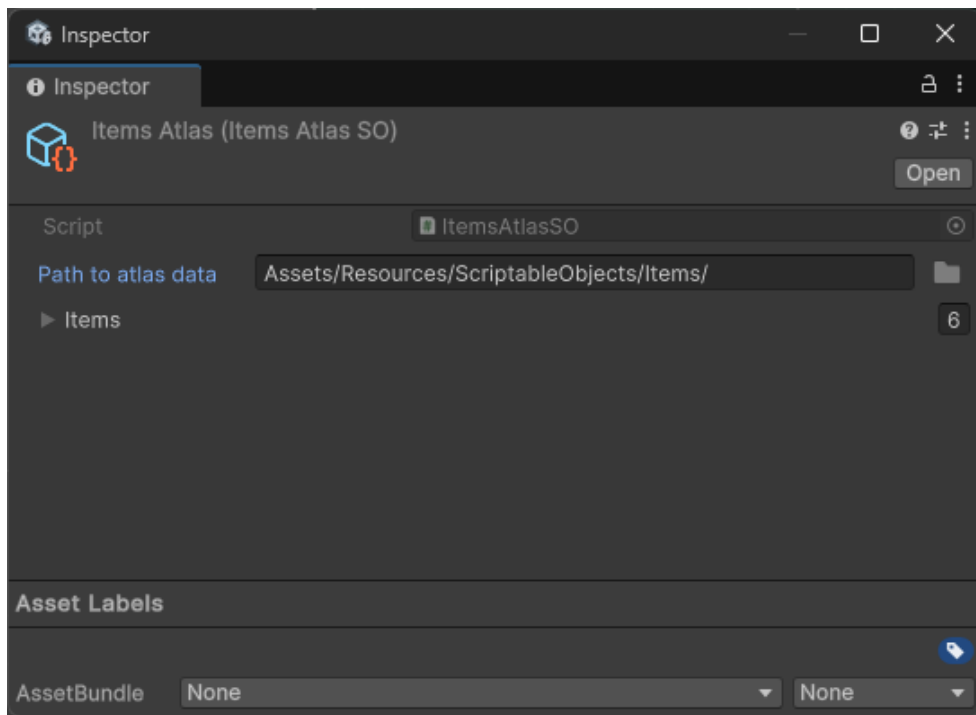 Inspector
Inspector
Items Atlas (Items Atlas SO)
Open
Script ItemsAtlasSO
Path to atlas data Assets/Resources/ScriptableObjects/Items/
Items 6
Asset Labels
AssetBundle None None